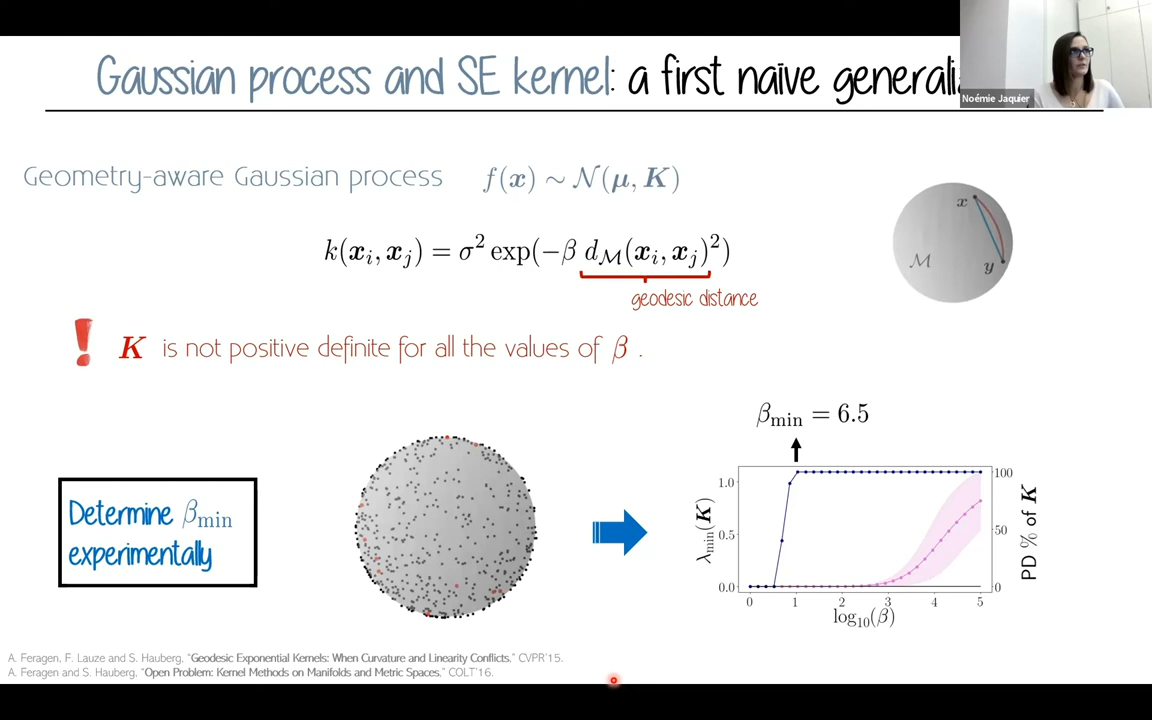 Gaussian process and SE kernel: a first naïve generali
Noémie Jaquier
Geometry-aware Gaussian process f(x) ∼ N(μ, K)
k(xᵢ, xⱼ) = σ² exp(−β d_M(xᵢ, xⱼ)²)
geodesic distance
x
M
y
! K is not positive definite for all the values of β .
Determine β_min
experimentally
β_min = 6.5
λ_min(K)
1.0
0.5
0.0
100
50
0
PD % of K
0 1 2 3 4 5
log₁₀(β)
A. Feragen, F. Lauze and S. Hauberg, “Geodesic Exponential Kernels: When Curvature and Linearity Conflicts,” CVPR’15.
A. Feragen and S. Hauberg, “Open Problem: Kernel Methods on Manifolds and Metric Spaces,” COLT’16.